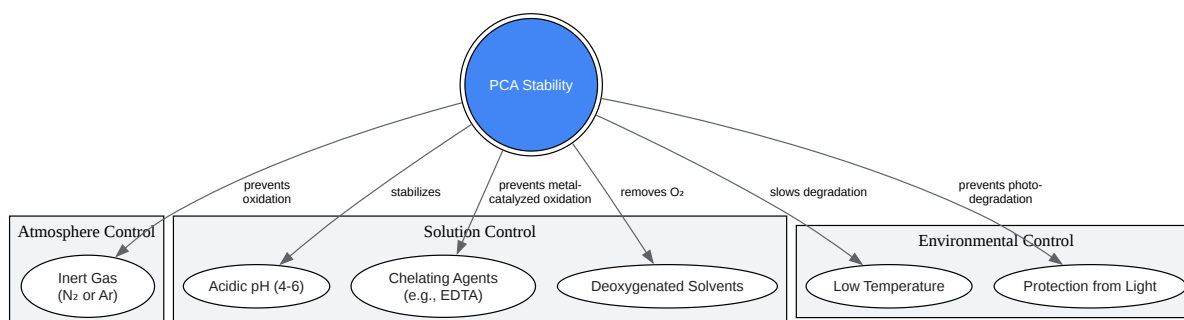 PCA Stability
prevents
oxidation
stabilizes
prevents metal-
catalyzed oxidation
removes O₂
slows degradation
prevents photo-
degradation
Atmosphere Control
Solution Control
Environmental Control
Inert Gas
(N₂ or Ar)
Acidic pH (4-6)
Chelating Agents
(e.g., EDTA)
Deoxygenated Solvents
Low Temperature
Protection from Light